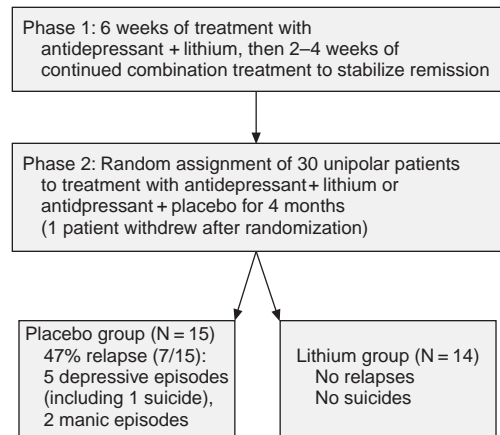 Phase 1: 6 weeks of treatment with
antidepressant + lithium, then 2–4 weeks of
continued combination treatment to stabilize remission
Phase 2: Random assignment of 30 unipolar patients
to treatment with antidepressant + lithium or
antidpressant + placebo for 4 months
(1 patient withdrew after randomization)
Placebo group (N = 15)
47% relapse (7/15):
5 depressive episodes
(including 1 suicide),
2 manic episodes
Lithium group (N = 14)
No relapses
No suicides